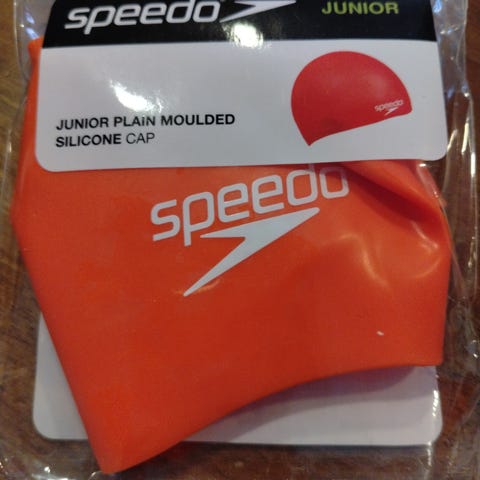 speedo
JUNIOR
speedo
JUNIOR PLAIN MOULDED
SILICONE CAP
speedo